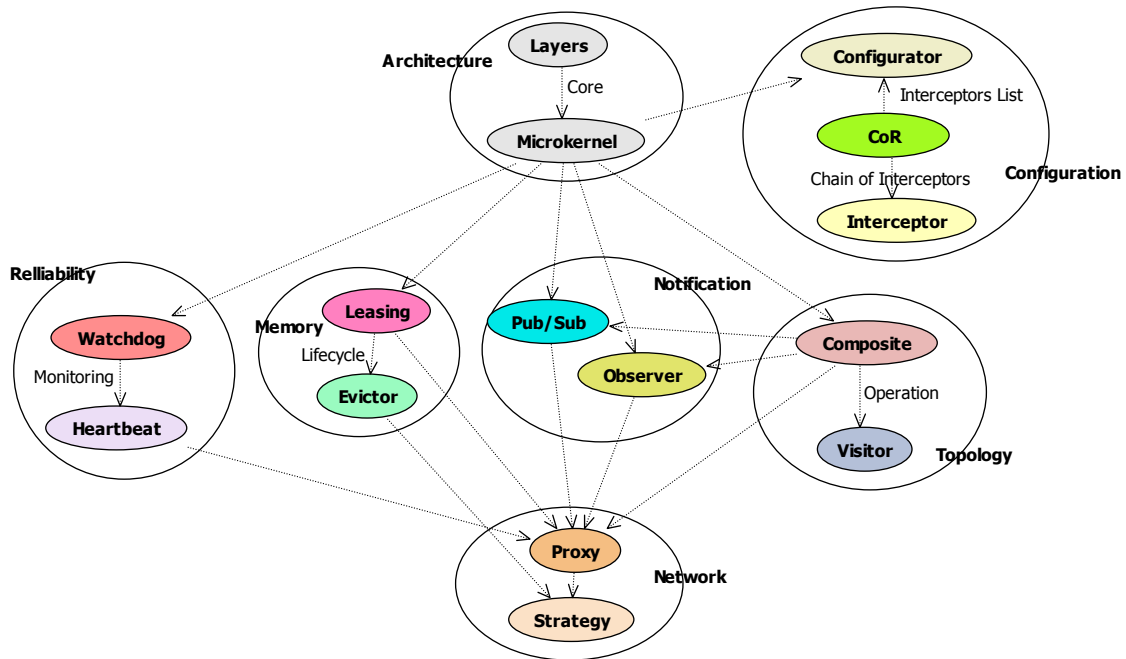 Layers
Architecture
Core
Microkernel
Configurator
Interceptors List
CoR
Chain of Interceptors
Configuration
Interceptor
Relliability
Watchdog
Monitoring
Heartbeat
Leasing
Memory
Lifecycle
Evictor
Notification
Pub/Sub
Observer
Composite
Operation
Visitor
Topology
Proxy
Network
Strategy